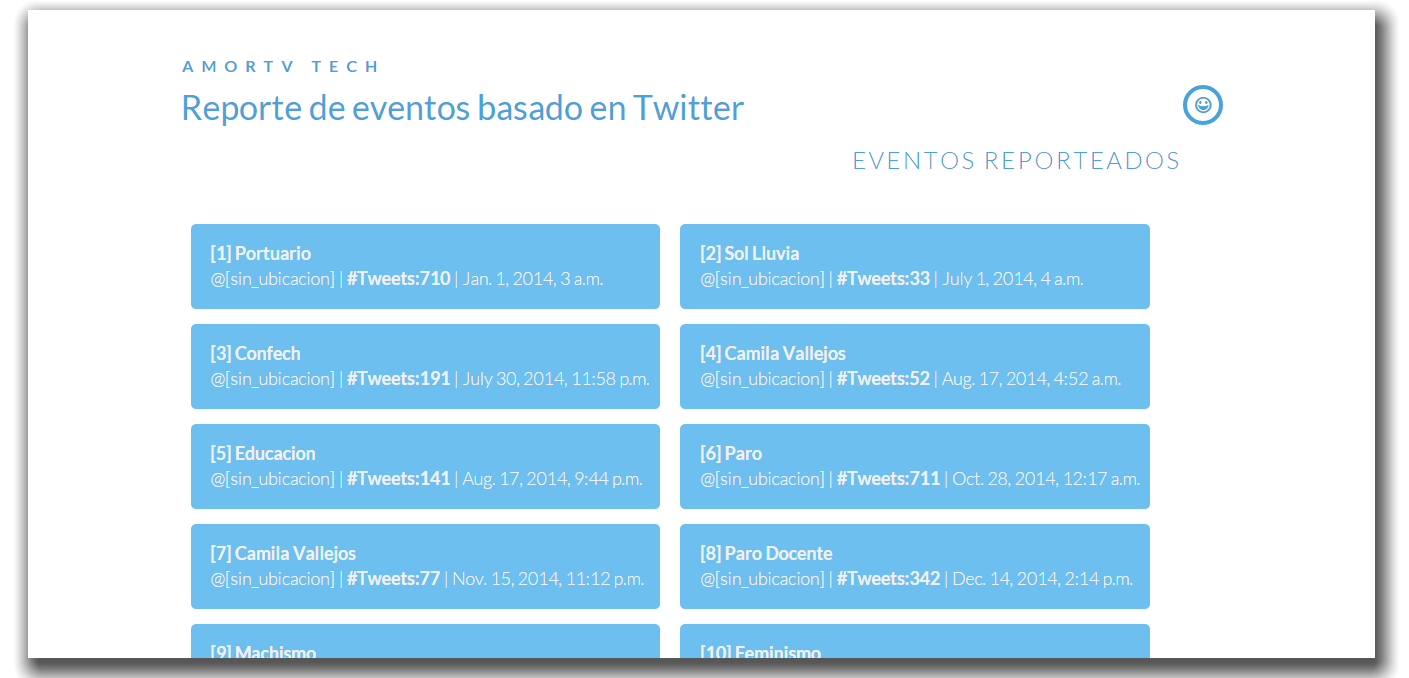 AMORTV TECH
Reporte de eventos basado en Twitter
EVENTOS REPORTEADOS
[1] Portuario
@[sin_ubicacion] | #Tweets:710 | Jan. 1, 2014, 3 a.m.
[2] Sol Lluvia
@[sin_ubicacion] | #Tweets:33 | July 1, 2014, 4 a.m.
[3] Confech
@[sin_ubicacion] | #Tweets:191 | July 30, 2014, 11:58 p.m.
[4] Camila Vallejos
@[sin_ubicacion] | #Tweets:52 | Aug. 17, 2014, 4:52 a.m.
[5] Educacion
@[sin_ubicacion] | #Tweets:141 | Aug. 17, 2014, 9:44 p.m.
[6] Paro
@[sin_ubicacion] | #Tweets:711 | Oct. 28, 2014, 12:17 a.m.
[7] Camila Vallejos
@[sin_ubicacion] | #Tweets:77 | Nov. 15, 2014, 11:12 p.m.
[8] Paro Docente
@[sin_ubicacion] | #Tweets:342 | Dec. 14, 2014, 2:14 p.m.
[9] Machismo
[10] Feminismo